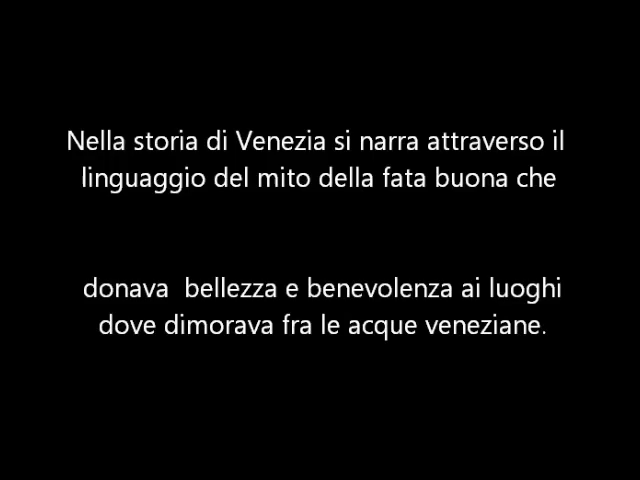 Nella storia di Venezia si narra attraverso il
linguaggio del mito della fata buona che
donava  bellezza e benevolenza ai luoghi
dove dimorava fra le acque veneziane.